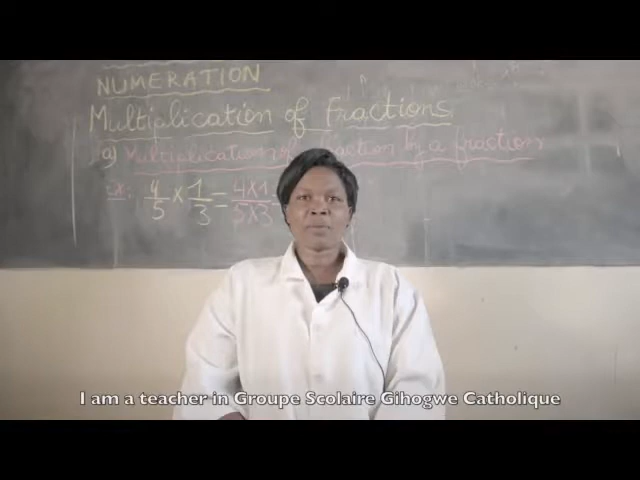 NUMERATION
Multiplication of Fractions.
a) Multiplication of fraction by a fraction
Ex: 4/5 x 1/3 = 4x1/5x3
I am a teacher in Groupe Scolaire Gihogwe Catholique